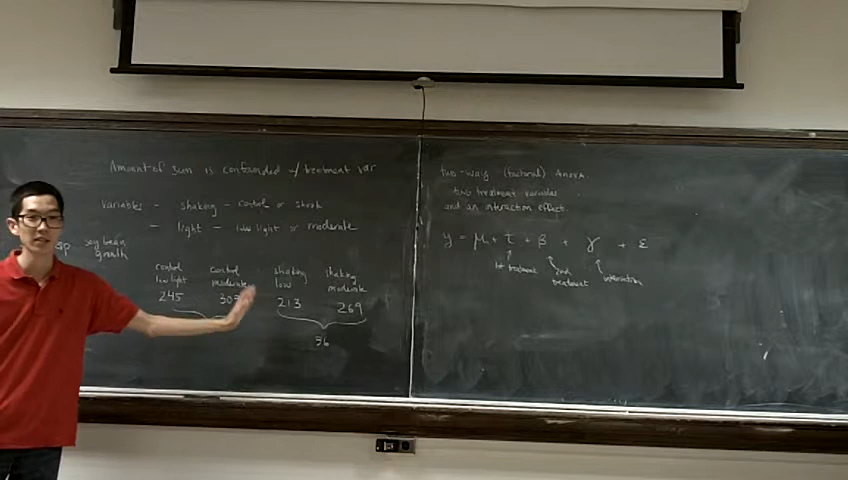 Amount of sun is confounded w/ treatment var
variables - shaking - control or shook
- light - low light or moderate
soy bean
growth
control control shaking shaking
low light moderate low moderate
245 303 213 269
56
two-way (factorial) Anova
two treatment variables
and an interaction effect.
y = μ + τ + β + γ + ε
1st treatment 2nd interaction
treatment